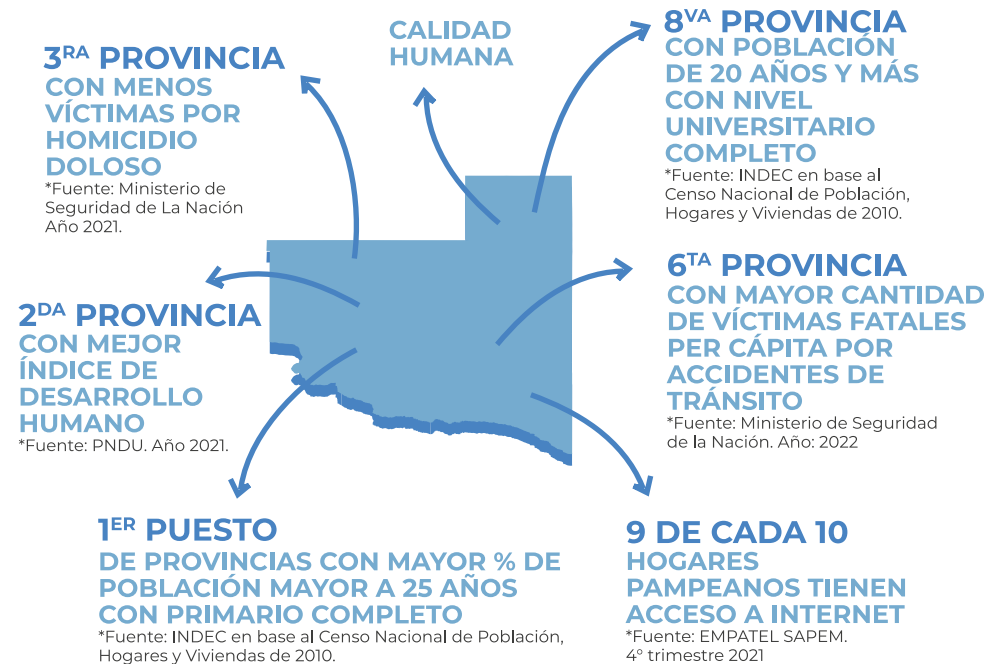 3RA PROVINCIA
CON MENOS
VÍCTIMAS POR
HOMICIDIO
DOLOSO
*Fuente: Ministerio de
Seguridad de La Nación
Año 2021.
CALIDAD
HUMANA
8VA PROVINCIA
CON POBLACIÓN
DE 20 AÑOS Y MÁS
CON NIVEL
UNIVERSITARIO
COMPLETO
*Fuente: INDEC en base al
Censo Nacional de Población,
Hogares y Viviendas de 2010.
2DA PROVINCIA
CON MEJOR
ÍNDICE DE
DESARROLLO
HUMANO
*Fuente: PNDU. Año 2021.
6TA PROVINCIA
CON MAYOR CANTIDAD
DE VÍCTIMAS FATALES
PER CÁPITA POR
ACCIDENTES DE
TRÁNSITO
*Fuente: Ministerio de Seguridad
de la Nación. Año: 2022
1ER PUESTO
DE PROVINCIAS CON MAYOR % DE
POBLACIÓN MAYOR A 25 AÑOS
CON PRIMARIO COMPLETO
*Fuente: INDEC en base al Censo Nacional de Población,
Hogares y Viviendas de 2010.
9 DE CADA 10
HOGARES
PAMPEANOS TIENEN
ACCESO A INTERNET
*Fuente: EMPATEL SAPEM.
4° trimestre 2021